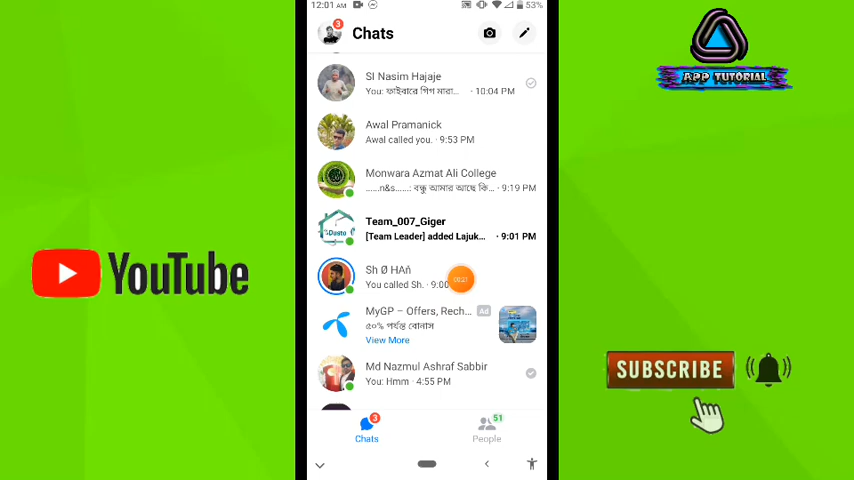 12:01 AM
53%
3
Chats
APP TUTORIAL
SI Nasim Hajaje
You: ফাইবারে গিগ মারা... · 10:04 PM
Awal Pramanick
Awal called you. · 9:53 PM
Monwara Azmat Ali College
......n&s......: বন্ধু আমার আছে কি... · 9:19 PM
Team_007_Giger
[Team Leader] added Lajuk... · 9:01 PM
Sh Ø HAň
You called Sh. · 9:00
YouTube
MyGP – Offers, Rech... Ad
৫০% পর্যন্ত বোনাস
View More
Md Nazmul Ashraf Sabbir
You: Hmm · 4:55 PM
SUBSCRIBE
3
51
Chats
People